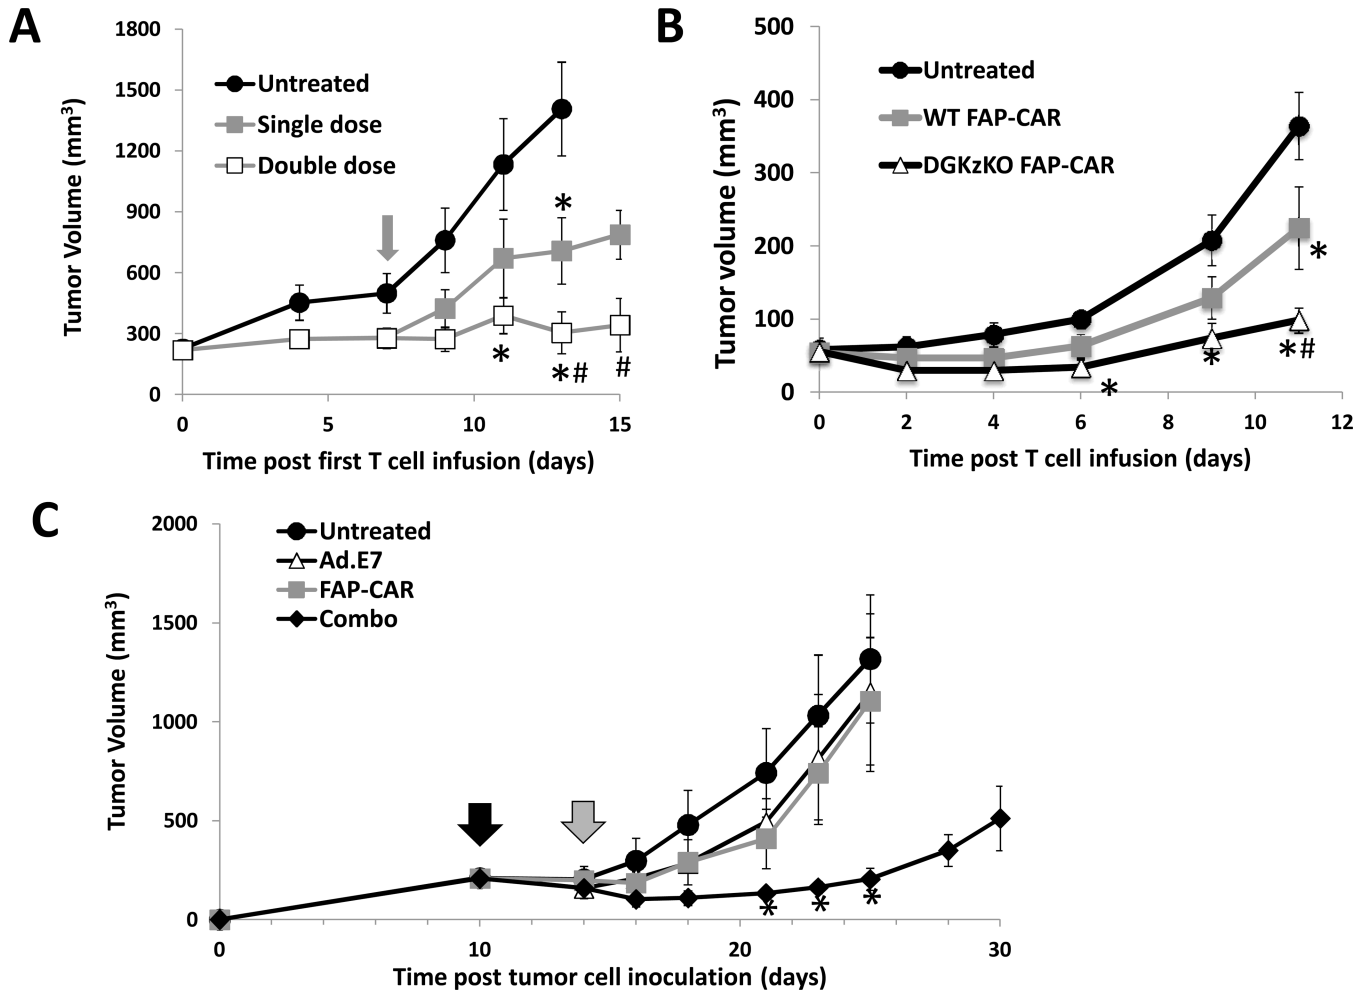 A
Tumor Volume (mm³)
1800
1500
1200
900
600
300
0
Untreated
Single dose
Double dose
*
*
*#
#
0 5 10 15
Time post first T cell infusion (days)
B
Tumor volume (mm³)
500
400
300
200
100
0
Untreated
WT FAP-CAR
DGKzKO FAP-CAR
*
*
*
*#
0 2 4 6 8 10 12
Time post T cell infusion (days)
C
Tumor Volume (mm³)
2000
1500
1000
500
0
Untreated
Ad.E7
FAP-CAR
Combo
* * *
0 10 20 30
Time post tumor cell inoculation (days)